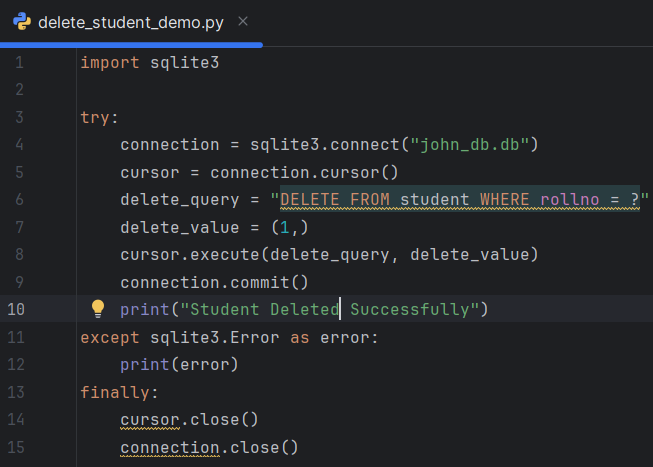 delete_student_demo.py
1 import sqlite3
2
3 try:
4     connection = sqlite3.connect("john_db.db")
5     cursor = connection.cursor()
6     delete_query = "DELETE FROM student WHERE rollno = ?"
7     delete_value = (1,)
8     cursor.execute(delete_query, delete_value)
9     connection.commit()
10     print("Student Deleted Successfully")
11 except sqlite3.Error as error:
12     print(error)
13 finally:
14     cursor.close()
15     connection.close()